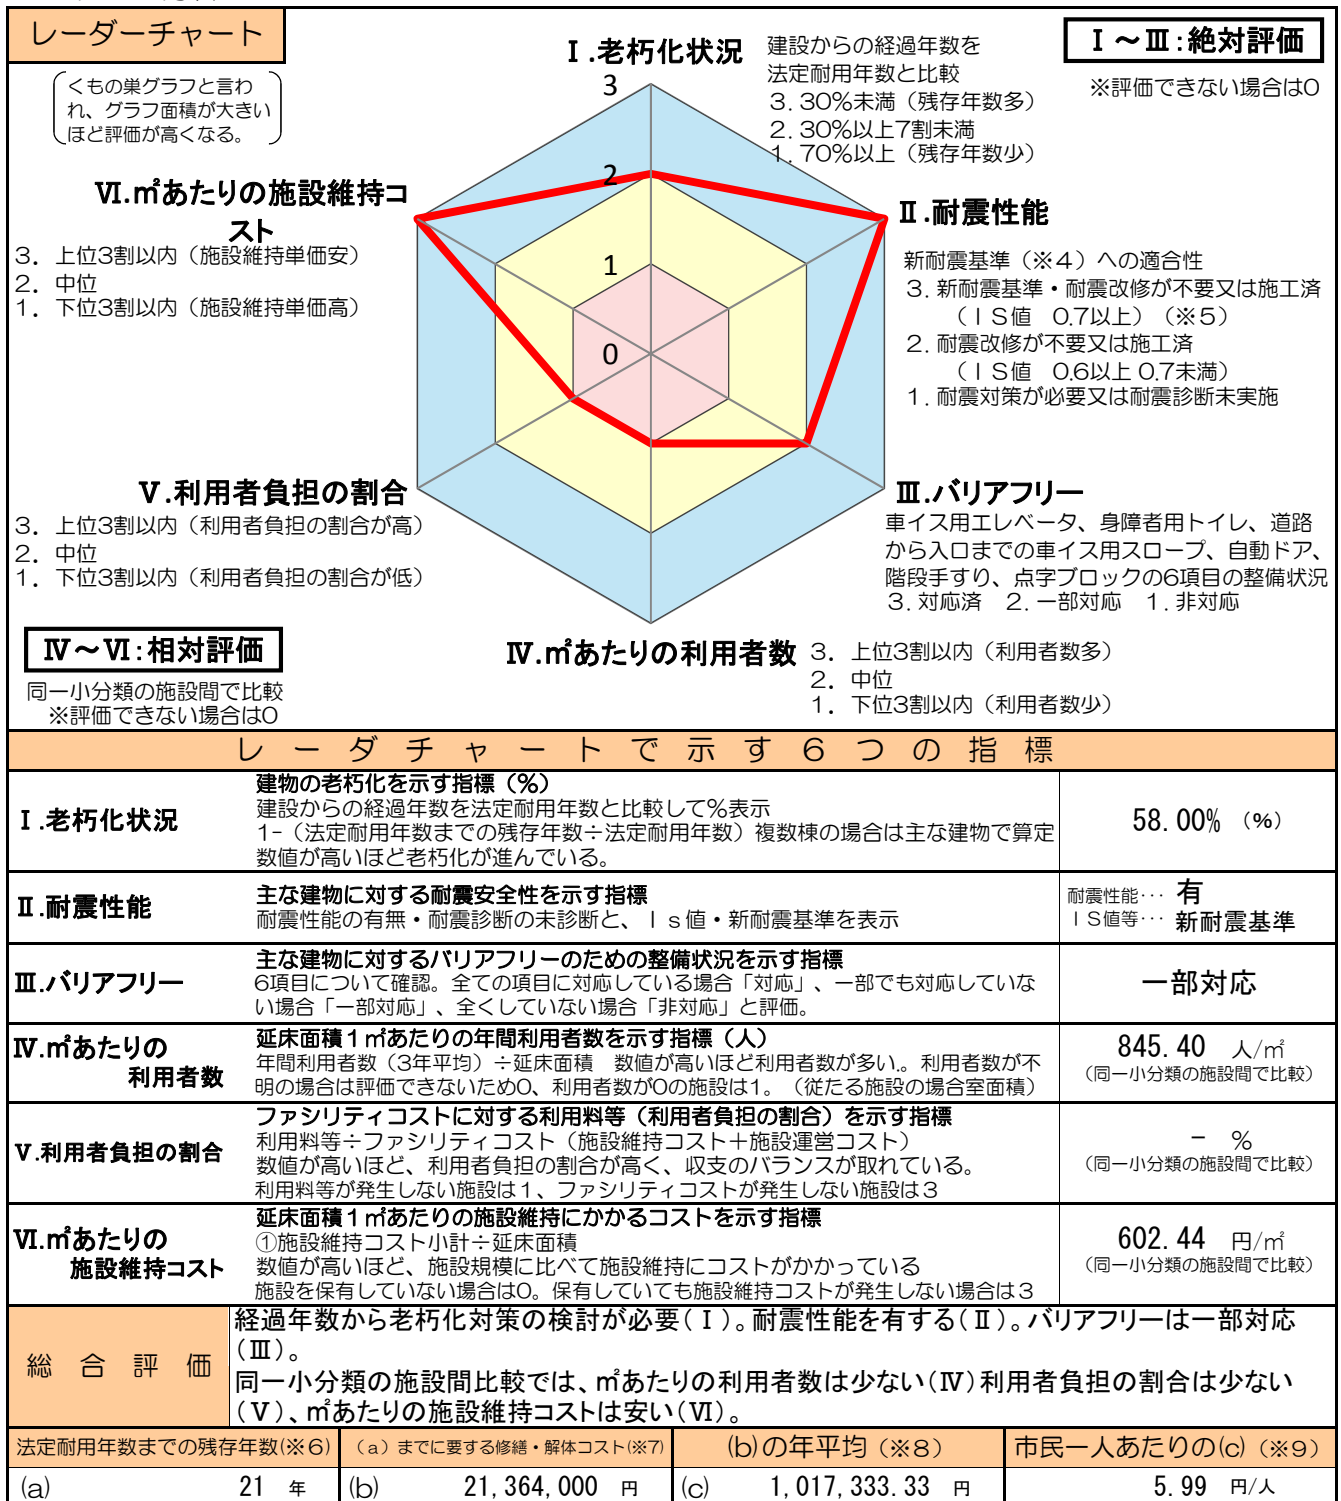 レーダーチャート
くもの巣グラフと言わ
れ、グラフ面積が大きい
ほど評価が高くなる。
Ⅰ～Ⅲ:絶対評価
※評価できない場合は0
Ⅰ.老朽化状況
建設からの経過年数を
法定耐用年数と比較
3. 30%未満（残存年数多）
2. 30%以上7割未満
1. 70%以上（残存年数少）
3
2
1
0
Ⅱ.耐震性能
新耐震基準（※4）への適合性
3. 新耐震基準・耐震改修が不要又は施工済
（ＩＳ値 0.7以上）（※5）
2. 耐震改修が不要又は施工済
（ＩＳ値 0.6以上 0.7未満）
1. 耐震対策が必要又は耐震診断未実施
Ⅵ.㎡あたりの施設維持コ
スト
3. 上位3割以内（施設維持単価安）
2. 中位
1. 下位3割以内（施設維持単価高）
Ⅴ.利用者負担の割合
3. 上位3割以内（利用者負担の割合が高）
2. 中位
1. 下位3割以内（利用者負担の割合が低）
Ⅲ.バリアフリー
車イス用エレベータ、身障者用トイレ、道路
から入口までの車イス用スロープ、自動ドア、
階段手すり、点字ブロックの6項目の整備状況
3. 対応済 2. 一部対応 1. 非対応
Ⅳ～Ⅵ:相対評価
同一小分類の施設間で比較
※評価できない場合は0
Ⅳ.㎡あたりの利用者数
3. 上位3割以内（利用者数多）
2. 中位
1. 下位3割以内（利用者数少）
レーダチャートで示す６つの指標
Ⅰ.老朽化状況
建物の老朽化を示す指標（%）
建設からの経過年数を法定耐用年数と比較して%表示
1-（法定耐用年数までの残存年数÷法定耐用年数）複数棟の場合は主な建物で算定
数値が高いほど老朽化が進んでいる。
58.00% （%）
Ⅱ.耐震性能
主な建物に対する耐震安全性を示す指標
耐震性能の有無・耐震診断の未診断と、Ｉｓ値・新耐震基準を表示
耐震性能… 有
ＩＳ値等… 新耐震基準
Ⅲ.バリアフリー
主な建物に対するバリアフリーのための整備状況を示す指標
6項目について確認。全ての項目に対応している場合「対応」、一部でも対応していな
い場合「一部対応」、全くしていない場合「非対応」と評価。
一部対応
Ⅳ.㎡あたりの
利用者数
延床面積１㎡あたりの年間利用者数を示す指標（人）
年間利用者数（3年平均）÷延床面積 数値が高いほど利用者数が多い。利用者数が不
明の場合は評価できないため0、利用者数が0の施設は1。（従たる施設の場合室面積）
845.40 人/㎡
（同一小分類の施設間で比較）
Ⅴ.利用者負担の割合
ファシリティコストに対する利用料等（利用者負担の割合）を示す指標
利用料等÷ファシリティコスト（施設維持コスト＋施設運営コスト）
数値が高いほど、利用者負担の割合が高く、収支のバランスが取れている。
利用料等が発生しない施設は１、ファシリティコストが発生しない施設は３
- %
（同一小分類の施設間で比較）
Ⅵ.㎡あたりの
施設維持コスト
延床面積１㎡あたりの施設維持にかかるコストを示す指標
①施設維持コスト小計÷延床面積
数値が高いほど、施設規模に比べて施設維持にコストがかかっている
施設を保有していない場合は0。保有していても施設維持コストが発生しない場合は３
602.44 円/㎡
（同一小分類の施設間で比較）
総合評価
経過年数から老朽化対策の検討が必要(Ⅰ)。耐震性能を有する(Ⅱ)。バリアフリーは一部対応
(Ⅲ)。
同一小分類の施設間比較では、㎡あたりの利用者数は少ない(Ⅳ)利用者負担の割合は少ない
(Ⅴ)、㎡あたりの施設維持コストは安い(Ⅵ)。
法定耐用年数までの残存年数(※6) （a）までに要する修繕・解体コスト(※7) (b)の年平均（※8） 市民一人あたりの(c)（※9）
(a) 21 年 (b) 21,364,000 円 (c) 1,017,333.33 円 5.99 円/人